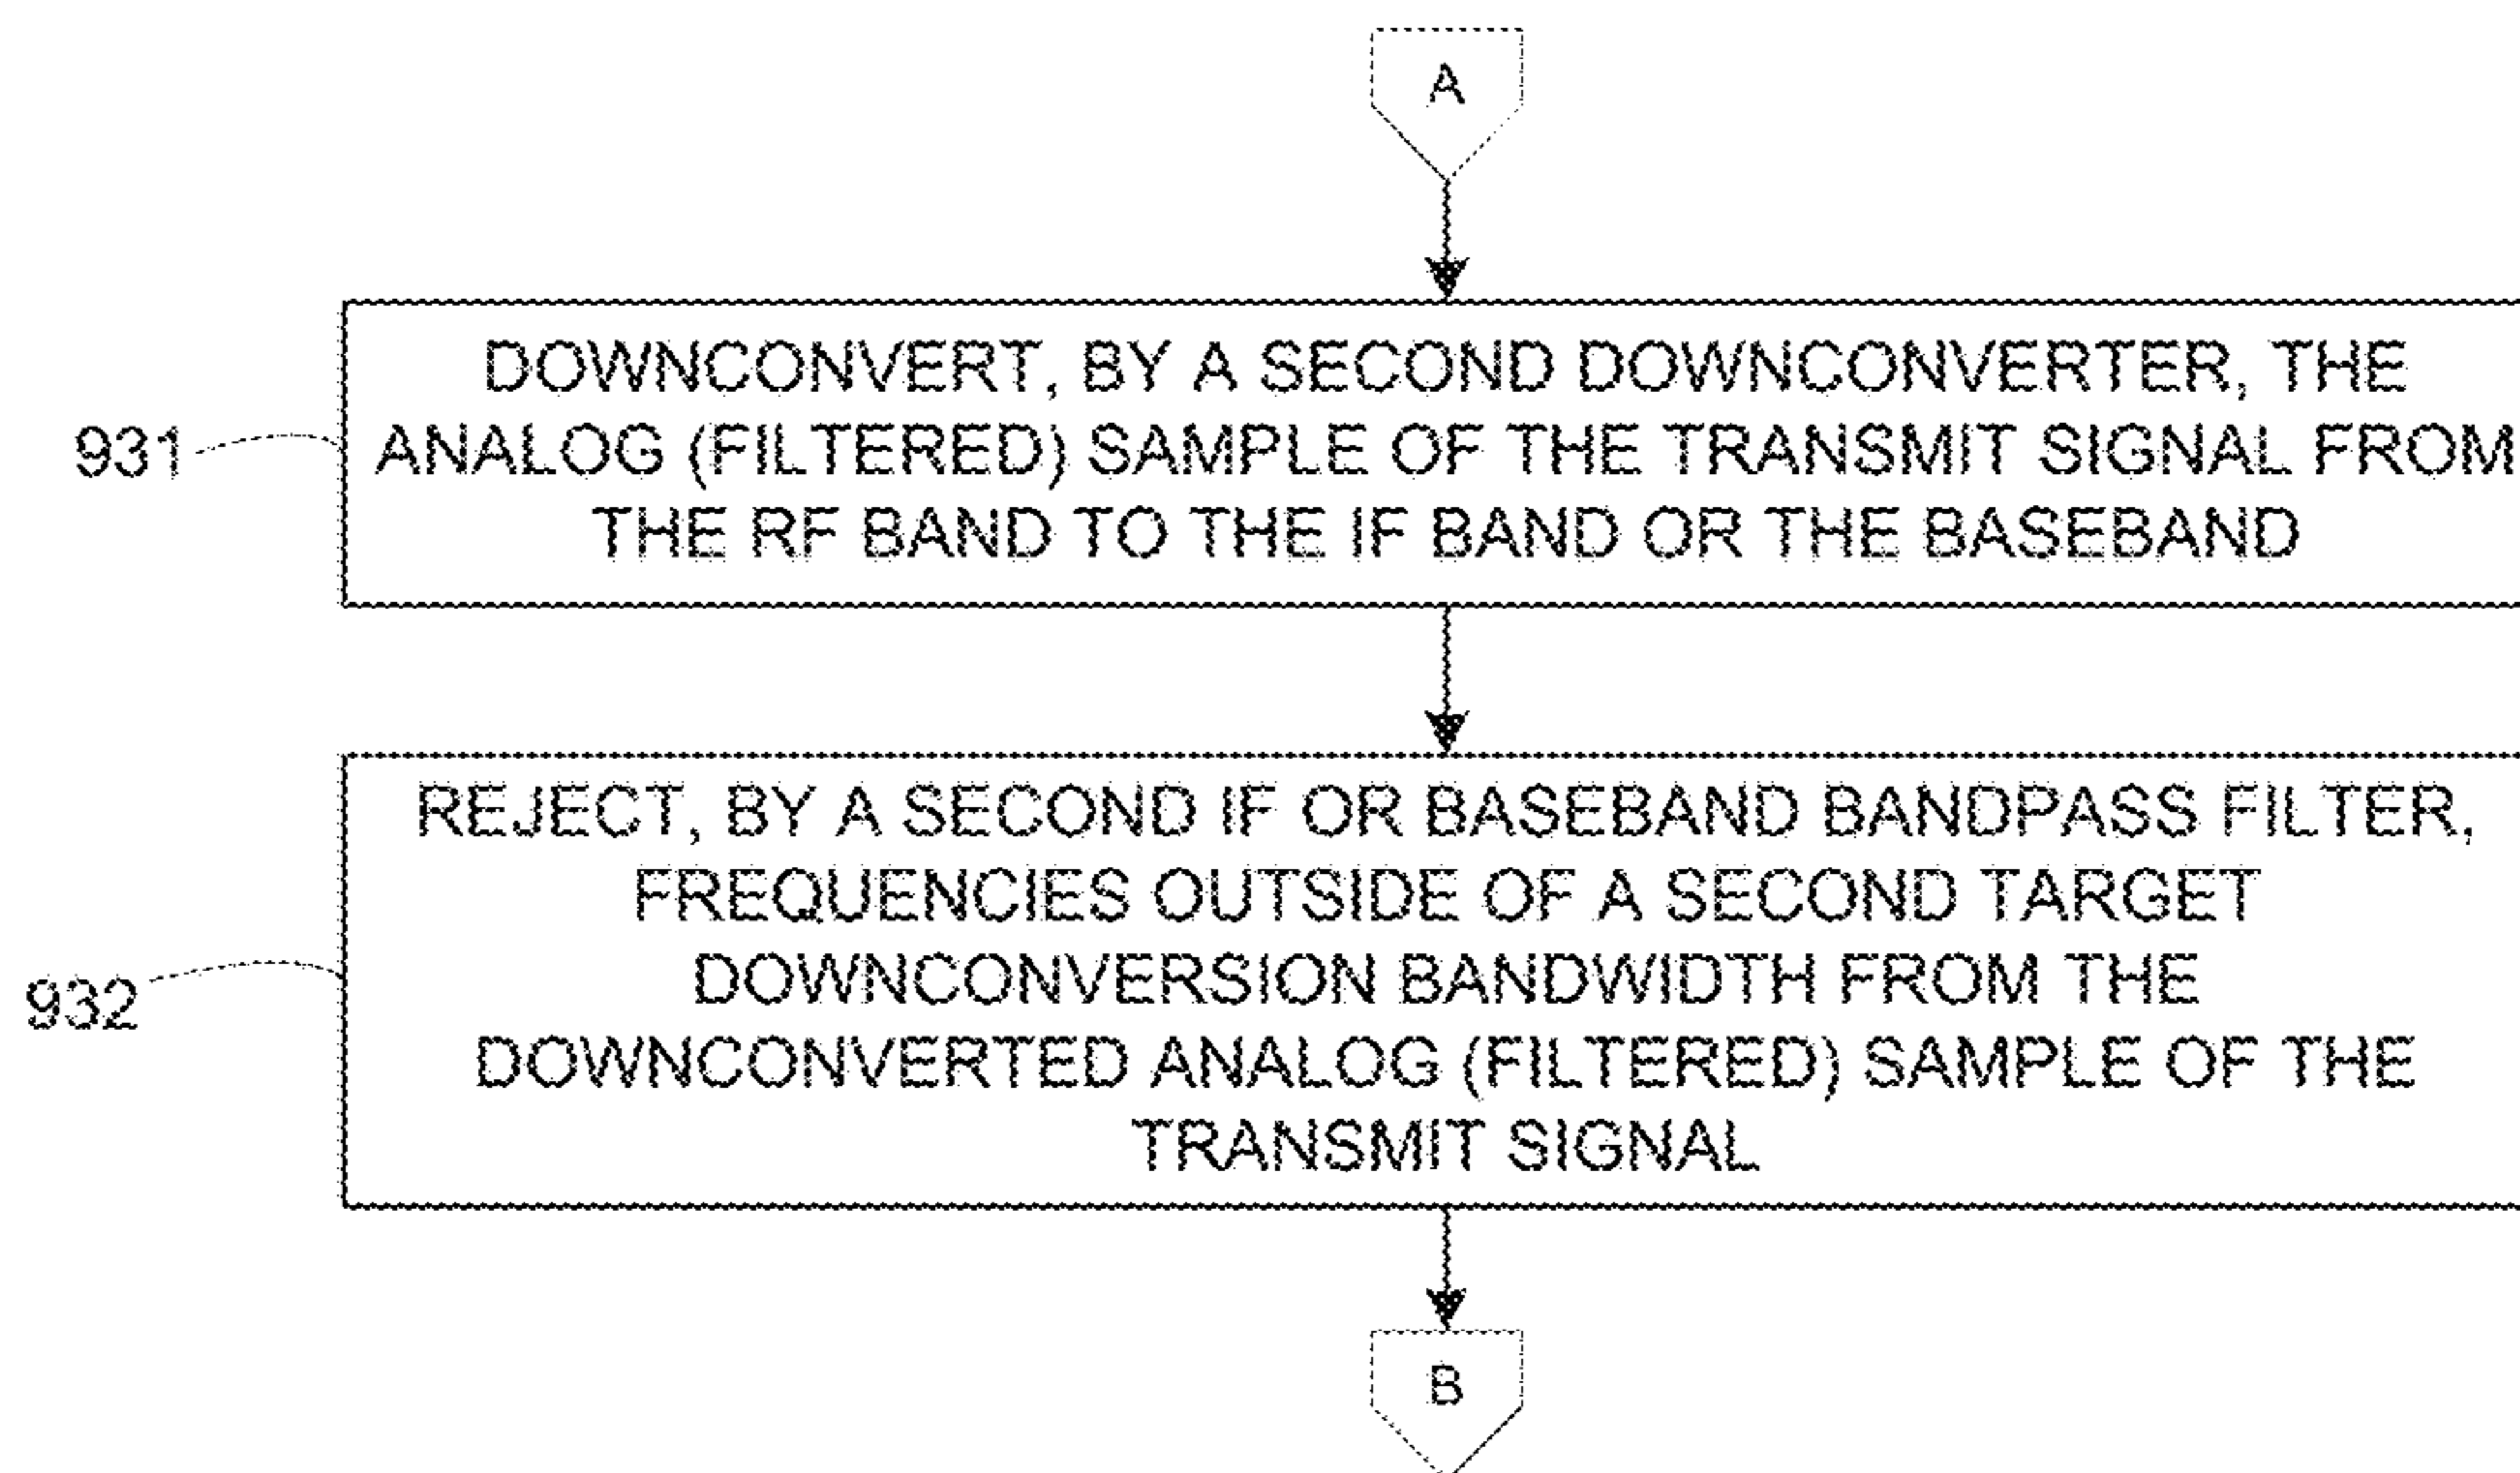 A
DOWNCONVERT, BY A SECOND DOWNCONVERTER, THE
931
ANALOG (FILTERED) SAMPLE OF THE TRANSMIT SIGNAL FROM
THE RF BAND TO THE IF BAND OR THE BASEBAND
REJECT, BY A SECOND IF OR BASEBAND BANDPASS FILTER,
FREQUENCIES OUTSIDE OF A SECOND TARGET
932
DOWNCONVERSION BANDWIDTH FROM THE
DOWNCONVERTED ANALOG (FILTERED) SAMPLE OF THE
TRANSMIT SIGNAL
B